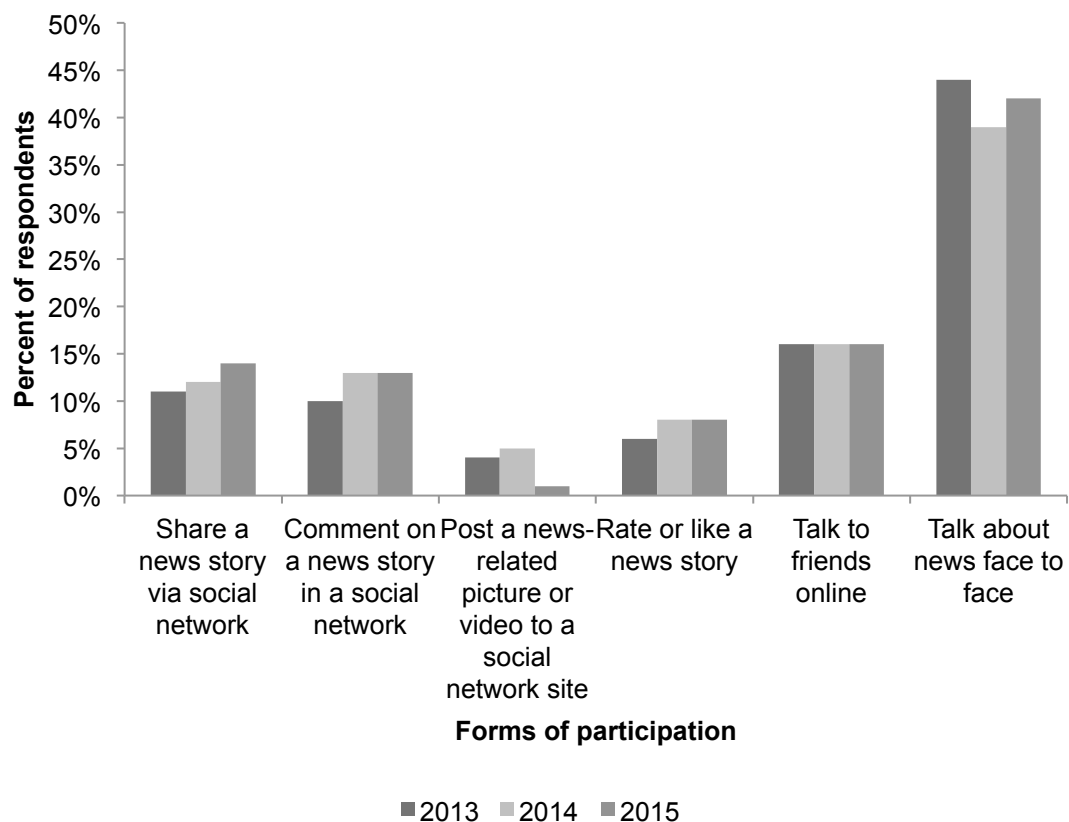 50%
45%
40%
35%
30%
25%
20%
15%
10%
5%
0%
Percent of respondents
Share a
news story
via social
network
Comment on
a news story
in a social
network
Post a news-
related
picture or
video to a
social
network site
Rate or like a
news story
Talk to
friends
online
Talk about
news face to
face
Forms of participation
2013 2014 2015